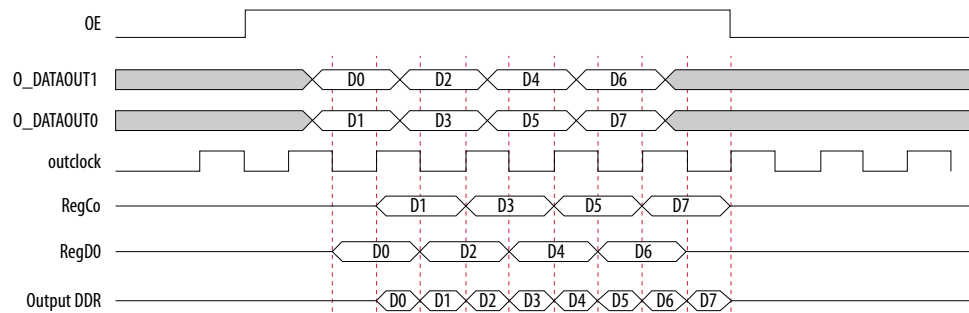 OE
O_DATAOUT1 D0 D2 D4 D6
O_DATAOUT0 D1 D3 D5 D7
outclock
RegCo D1 D3 D5 D7
RegD0 D0 D2 D4 D6
Output DDR D0 D1 D2 D3 D4 D5 D6 D7